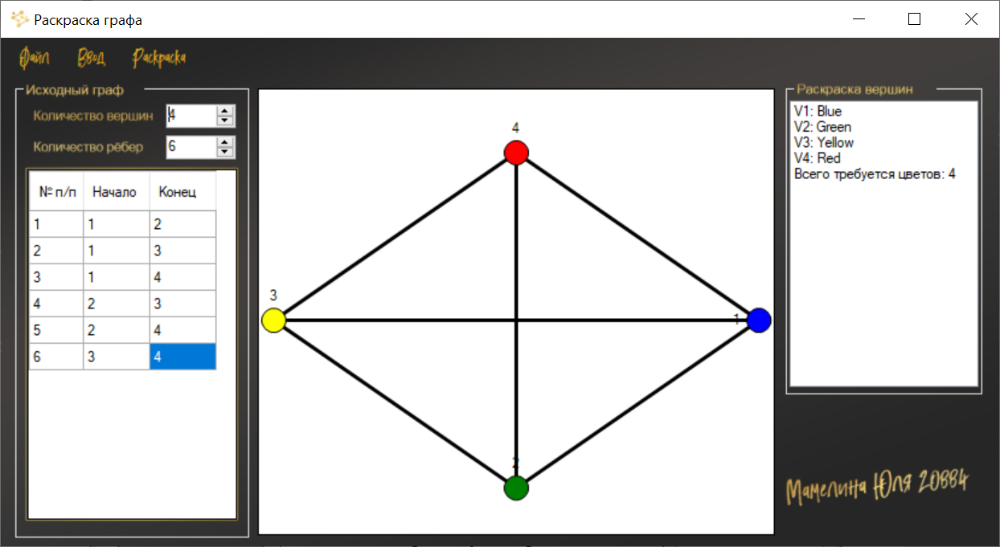 Раскраска графа
Файл Ввод Раскраска
Исходный граф
Количество вершин 4
Количество рёбер 6
№ п/п Начало Конец
1 1 2
2 1 3
3 1 4
4 2 3
5 2 4
6 3 4
4
3
1
2
Раскраска вершин
V1: Blue
V2: Green
V3: Yellow
V4: Red
Всего требуется цветов: 4
Мамелина Юля 20884